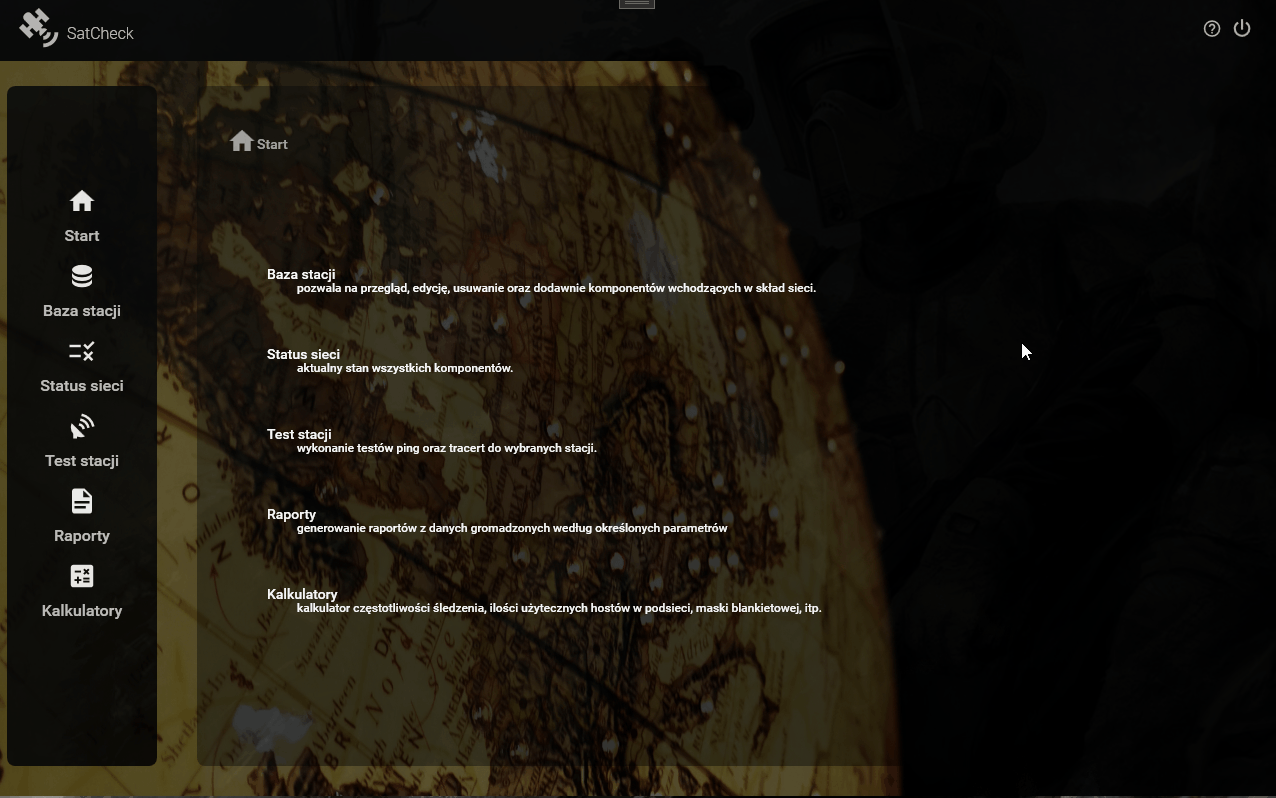 SatCheck
Start
Start
Baza stacji
Status sieci
Test stacji
Raporty
Kalkulatory
Baza stacji
pozwala na przegląd, edycję, usuwanie oraz dodawnie komponentów wchodzących w skład sieci.
Status sieci
aktualny stan wszystkich komponentów.
Test stacji
wykonanie testów ping oraz tracert do wybranych stacji.
Raporty
generowanie raportów z danych gromadzonych według określonych parametrów
Kalkulatory
kalkulator częstotliwości śledzenia, ilości użytecznych hostów w podsieci, maski blankietowej, itp.